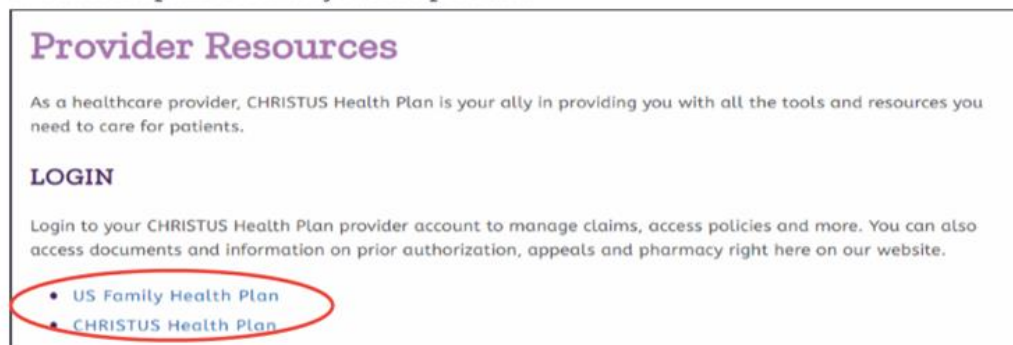 Provider Resources
As a healthcare provider, CHRISTUS Health Plan is your ally in providing you with all the tools and resources you
need to care for patients.
LOGIN
Login to your CHRISTUS Health Plan provider account to manage claims, access policies and more. You can also
access documents and information on prior authorization, appeals and pharmacy right here on our website.
• US Family Health Plan
• CHRISTUS Health Plan